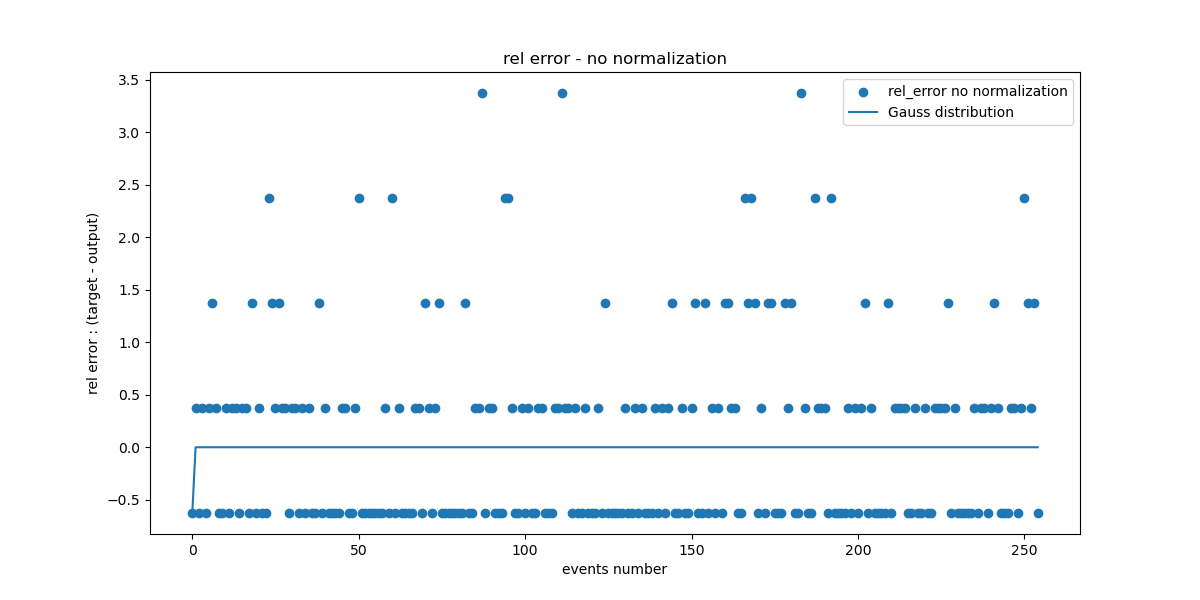 rel error - no normalization
rel_error no normalization
Gauss distribution
rel error : (target - output)
3.5
3.0
2.5
2.0
1.5
1.0
0.5
0.0
−0.5
0 50 100 150 200 250
events number